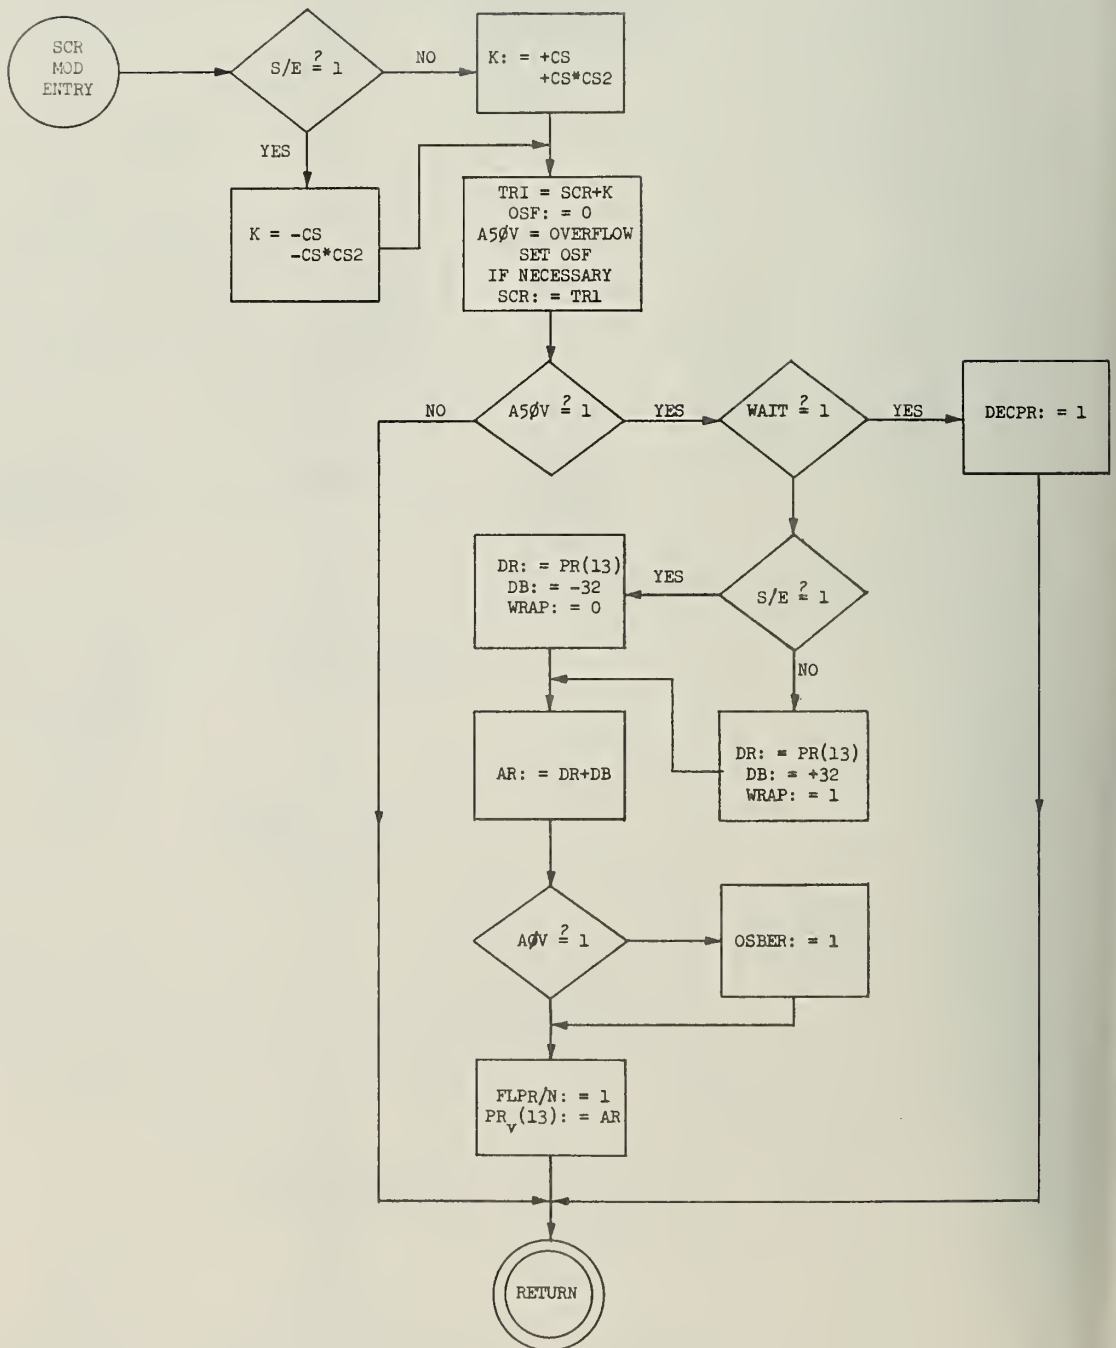 SCR
MOD
ENTRY
S/E ?= 1
NO
K: = +CS
+CS*CS2
YES
K = -CS
-CS*CS2
TRI = SCR+K
OSF: = 0
A5ØV = OVERFLOW
SET OSF
IF NECESSARY
SCR: = TR1
NO
A5ØV ?= 1
YES
WAIT ?= 1
YES
DECPR: = 1
DR: = PR(13)
DB: = -32
WRAP: = 0
YES
S/E ?= 1
NO
AR: = DR+DB
DR: = PR(13)
DB: = +32
WRAP: = 1
AØV ?= 1
OSBER: = 1
FLPR/N: = 1
PRv(13): = AR
RETURN